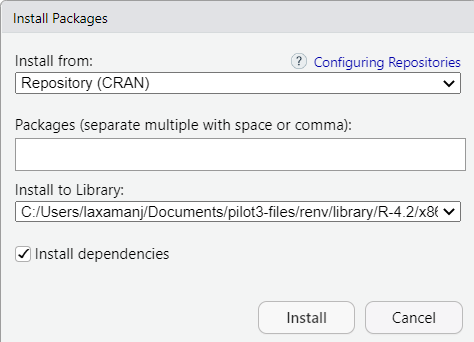 Install Packages
Install from:
? Configuring Repositories
Repository (CRAN)
Packages (separate multiple with space or comma):
Install to Library:
C:/Users/laxamanj/Documents/pilot3-files/renv/library/R-4.2/x86
Install dependencies
Install Cancel